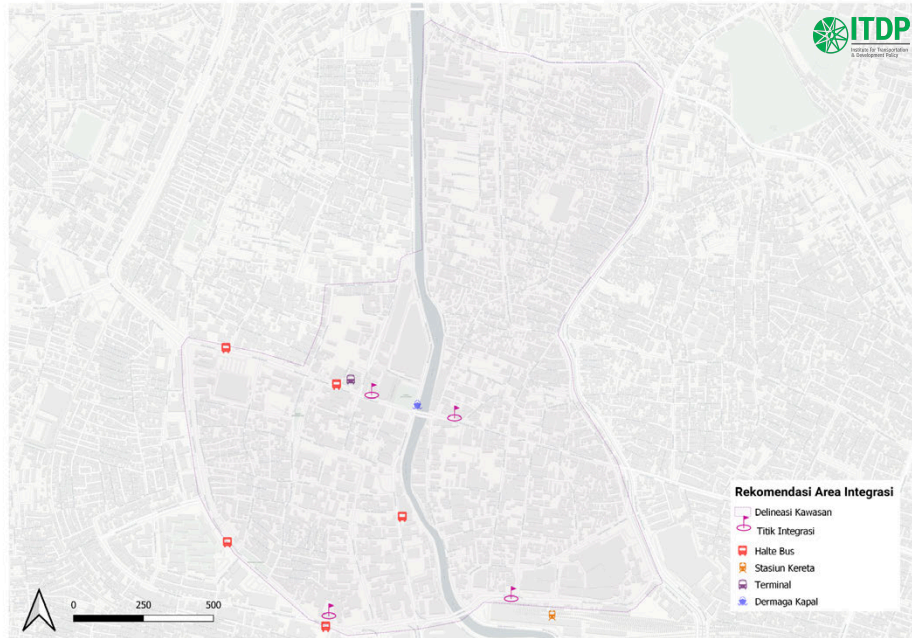 ITDP
Institute for Transportation
& Development Policy
Rekomendasi Area Integrasi
Delineasi Kawasan
Titik Integrasi
Halte Bus
Stasiun Kereta
Terminal
Dermaga Kapal
0 250 500